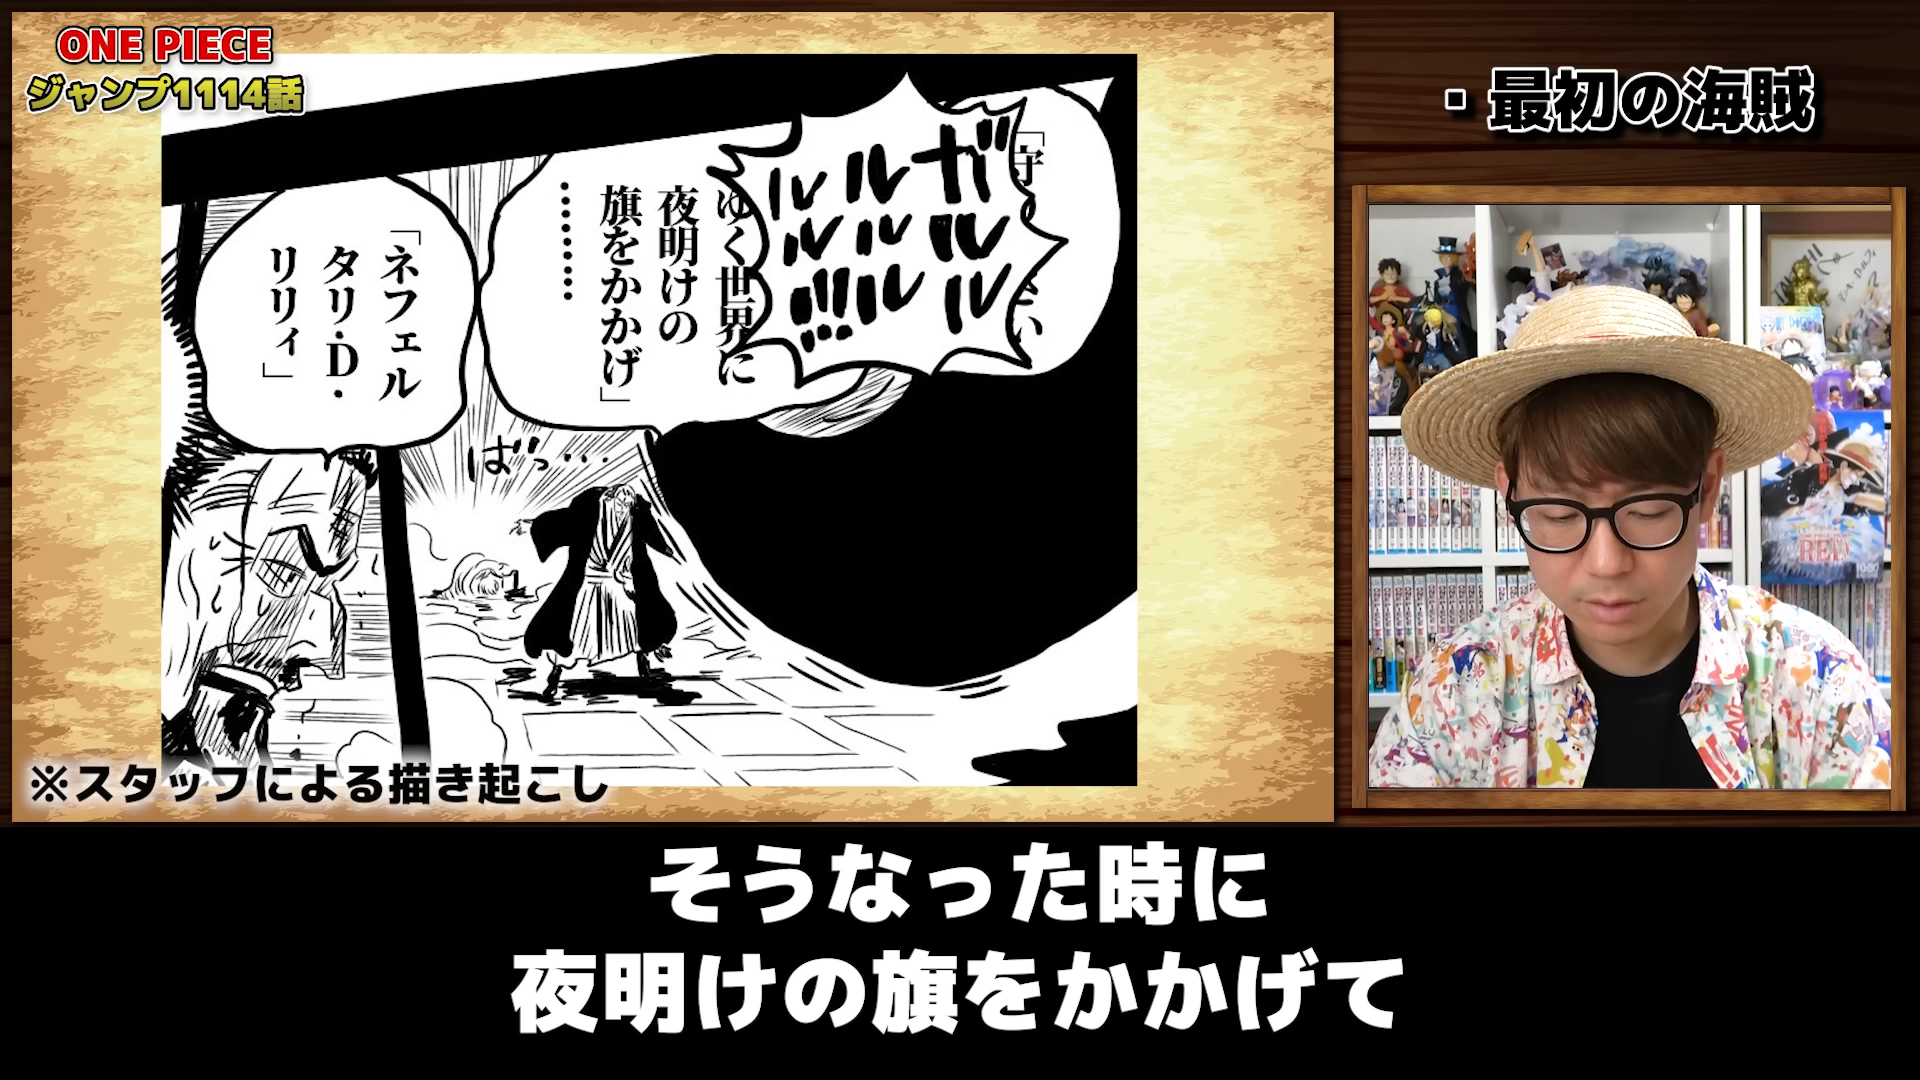 ONE PIECE
ジャンプ1114話
・最初の海賊
「守
い
ガルル
ルルル
ルルル
!!!
ゆく世界に
夜明けの
旗をかかげ」
………
「ネフェル
タリ・D・
リリィ」
ばっ…
※スタッフによる描き起こし
RED
そうなった時に
夜明けの旗をかかげて